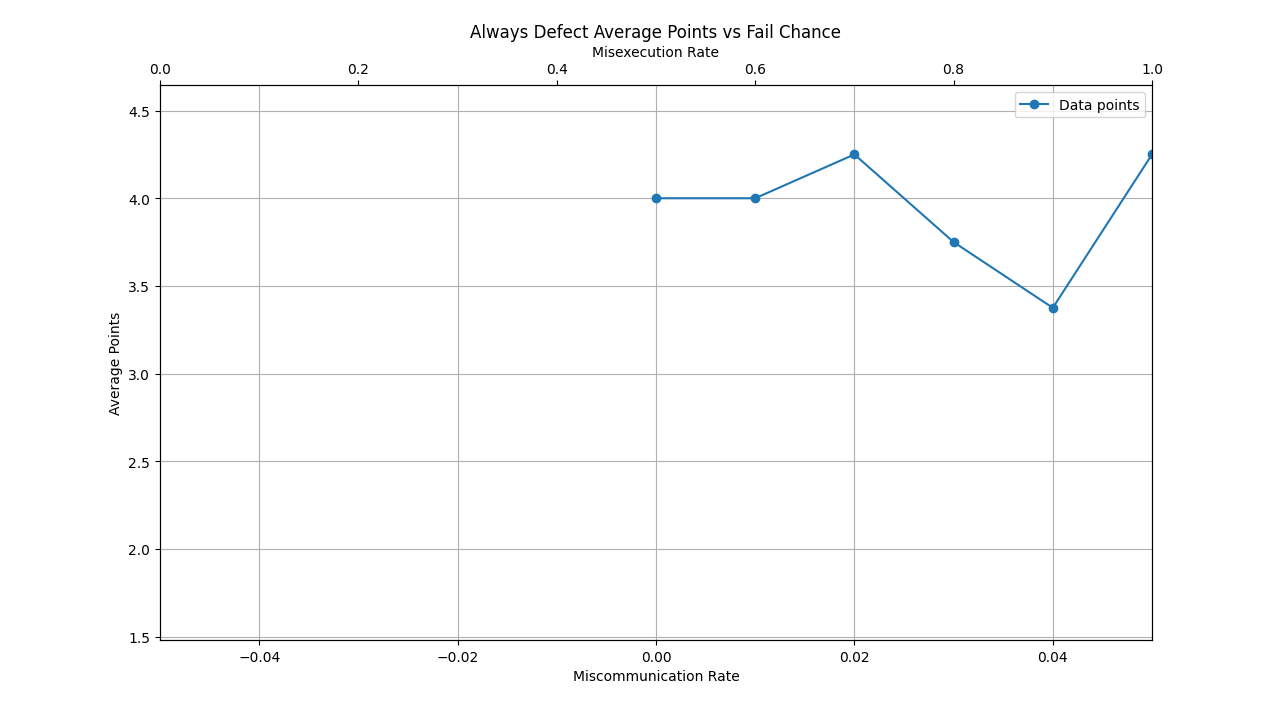 Always Defect Average Points vs Fail Chance
Misexecution Rate
0.0 0.2 0.4 0.6 0.8 1.0
Data points
4.5
4.0
3.5
3.0
2.5
2.0
1.5
Average Points
−0.04 −0.02 0.00 0.02 0.04
Miscommunication Rate